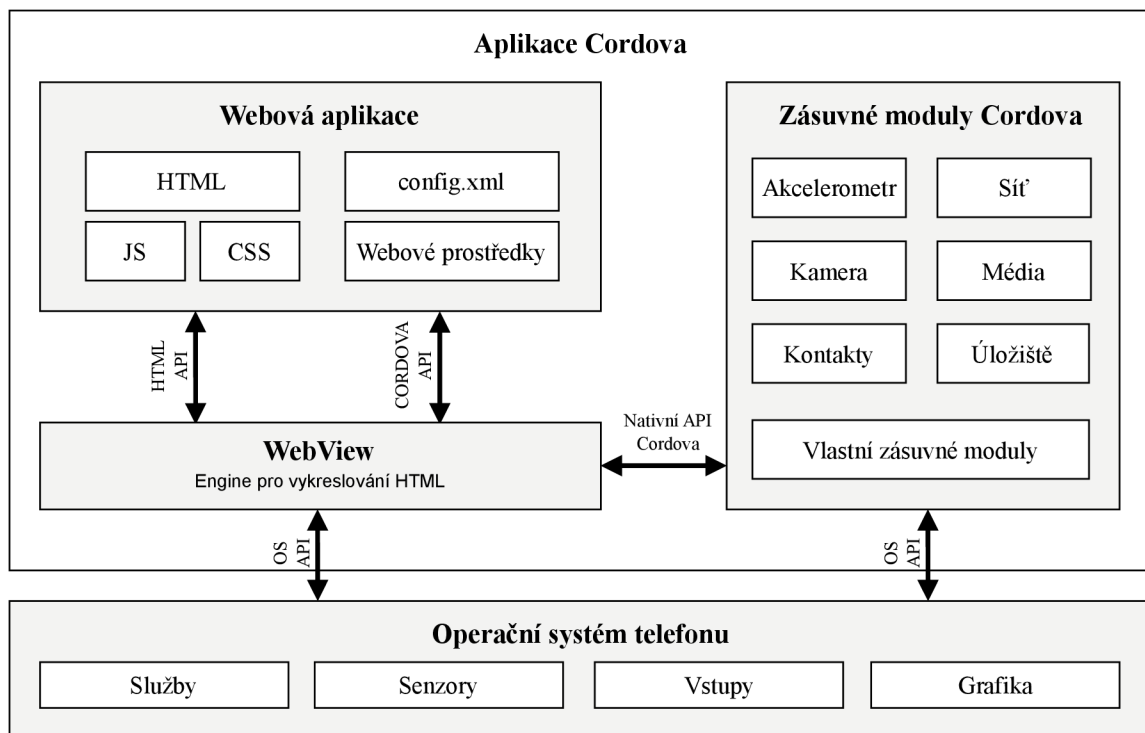 Aplikace Cordova
Webová aplikace
HTML
config.xml
JS
CSS
Webové prostředky
Zásuvné moduly Cordova
Akcelerometr
Síť
Kamera
Média
Kontakty
Úložiště
Vlastní zásuvné moduly
HTML
API
CORDOVA
API
Nativní API
Cordova
WebView
Engine pro vykreslování HTML
OS
API
OS
API
Operační systém telefonu
Služby
Senzory
Vstupy
Grafika